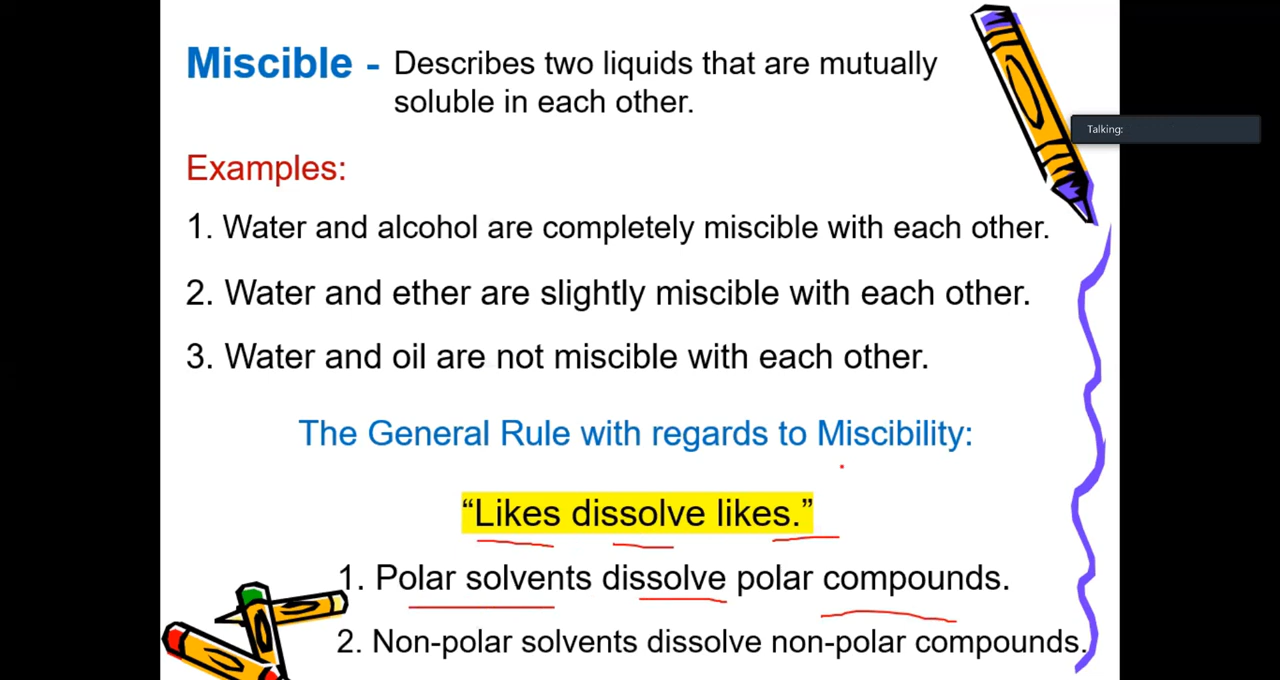 Miscible - Describes two liquids that are mutually
soluble in each other.
Talking:
Examples:
1. Water and alcohol are completely miscible with each other.
2. Water and ether are slightly miscible with each other.
3. Water and oil are not miscible with each other.
The General Rule with regards to Miscibility:
“Likes dissolve likes.”
1. Polar solvents dissolve polar compounds.
2. Non-polar solvents dissolve non-polar compounds.